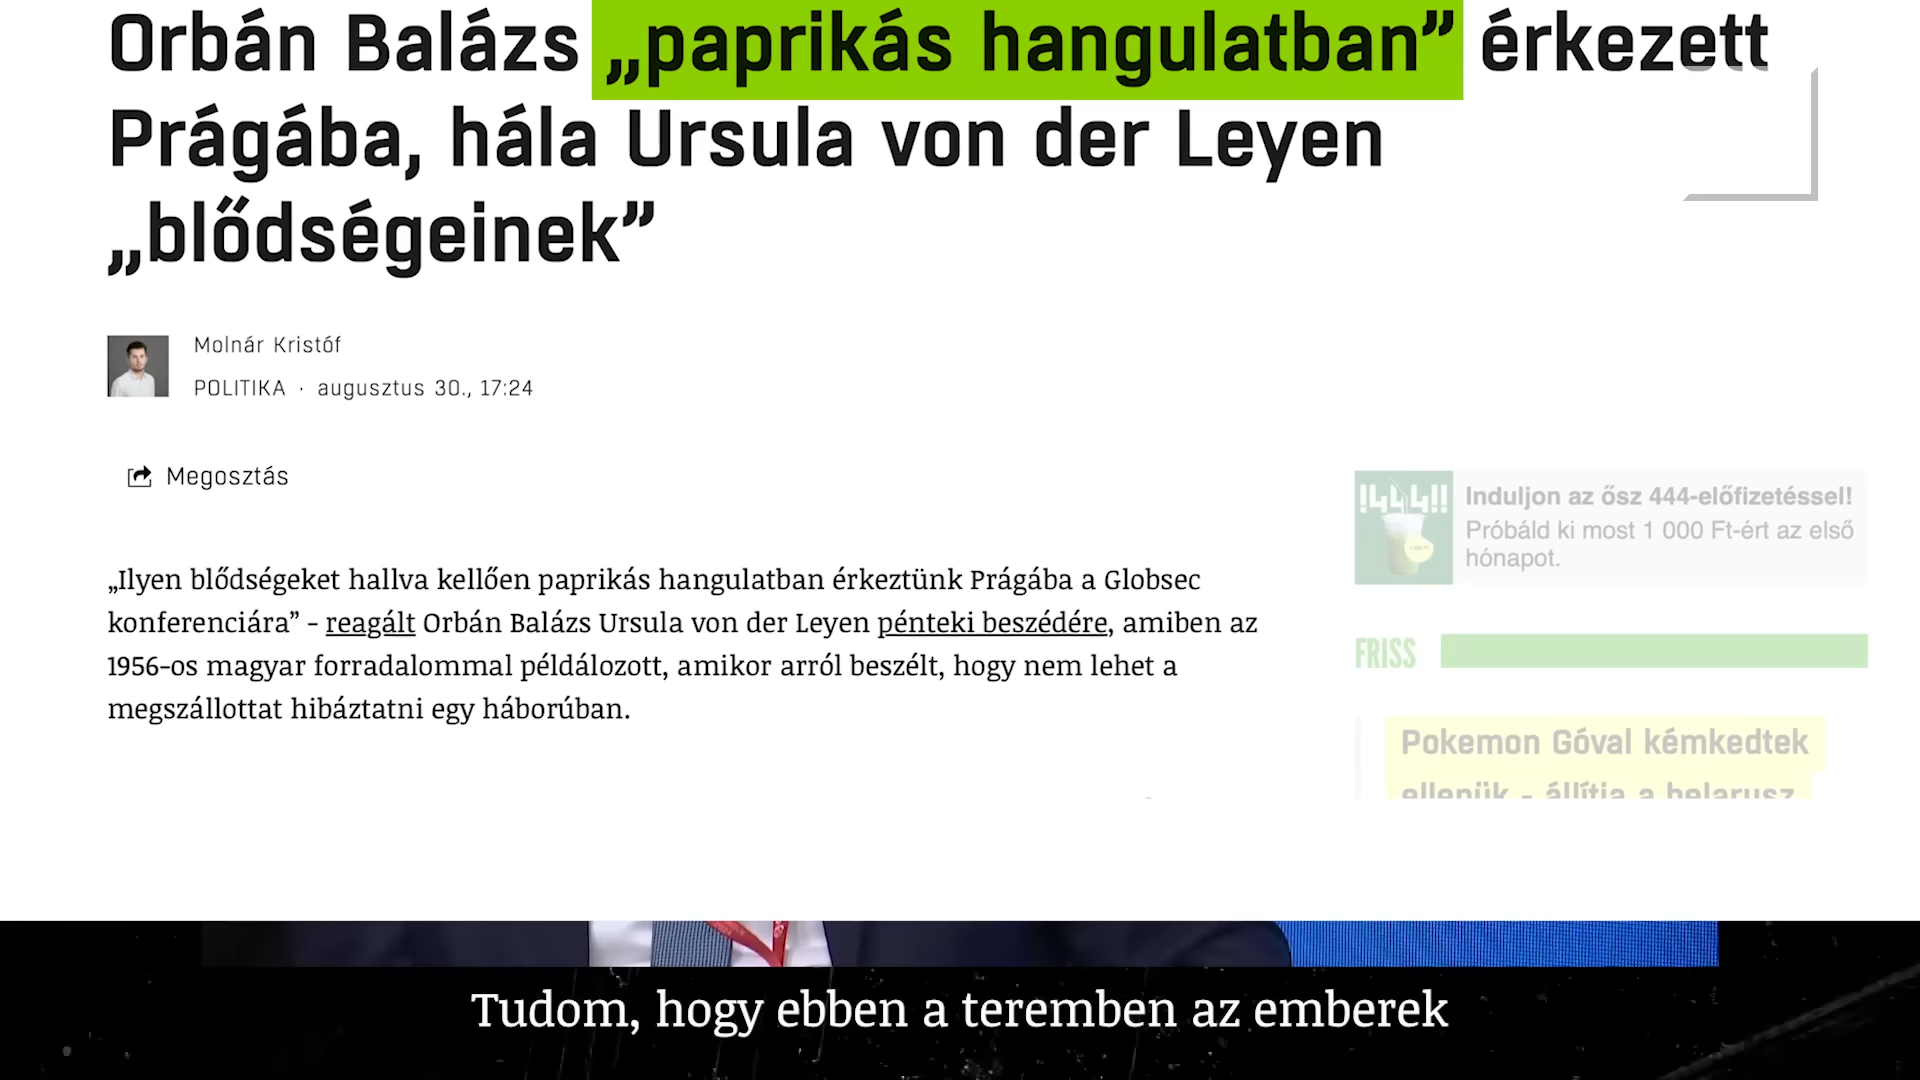 Orbán Balázs „paprikás hangulatban” érkezett
Prágába, hála Ursula von der Leyen
„blődségeinek”
Molnár Kristóf
POLITIKA · augusztus 30., 17:24
Megosztás
„Ilyen blődségeket hallva kellően paprikás hangulatban érkeztünk Prágába a Globsec
konferenciára” - reagált Orbán Balázs Ursula von der Leyen pénteki beszédére, amiben az
1956-os magyar forradalommal példálozott, amikor arról beszélt, hogy nem lehet a
megszállottat hibáztatni egy háborúban.
!444!!
Induljon az ősz 444-előfizetéssel!
Próbáld ki most 1 000 Ft-ért az első
hónapot.
FRISS
Pokemon Góval kémkedtek
ellenük - állítja a belarusz
Tudom, hogy ebben a teremben az emberek